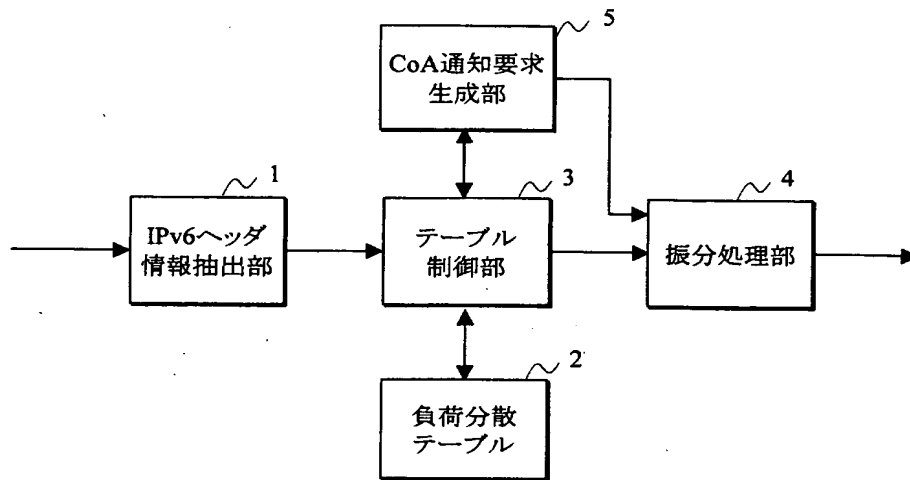 5
CoA通知要求
生成部
1
IPv6ヘッダ
情報抽出部
3
テーブル
制御部
4
振分処理部
2
負荷分散
テーブル